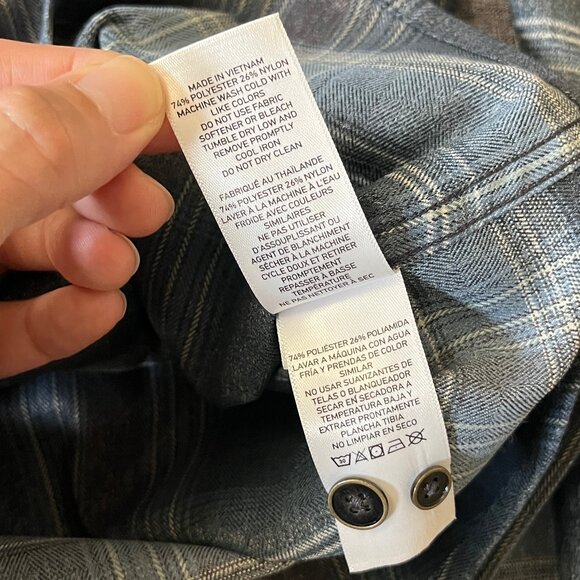 MADE IN VIETNAM
74% POLYESTER 26% NYLON
MACHINE WASH COLD WITH
LIKE COLORS
DO NOT USE FABRIC
SOFTENER OR BLEACH
TUMBLE DRY LOW AND
REMOVE PROMPTLY
COOL IRON
DO NOT DRY CLEAN
FABRIQUÉ AU THAÏLANDE
74% POLYESTER 26% NYLON
LAVER À LA MACHINE À L'EAU
FROIDE AVEC COULEURS
SIMILAIRES
NE PAS UTILISER
D'ASSOUPLISSANT OU
AGENT DE BLANCHIMENT
SÉCHER À LA MACHINE
CYCLE DOUX ET RETIRER
PROMPTEMENT
REPASSER À BASSE
TEMPÉRATURE
NE PAS NETTOYER À SEC
74% POLIÉSTER 26% POLIAMIDA
LAVAR A MÁQUINA CON AGUA
FRÍA Y PRENDAS DE COLOR
SIMILAR
NO USAR SUAVIZANTES DE
TELAS O BLANQUEADOR
SECAR EN SECADORA A
TEMPERATURA BAJA Y
EXTRAER PRONTAMENTE
PLANCHA TIBIA
NO LIMPIAR EN SECO
30